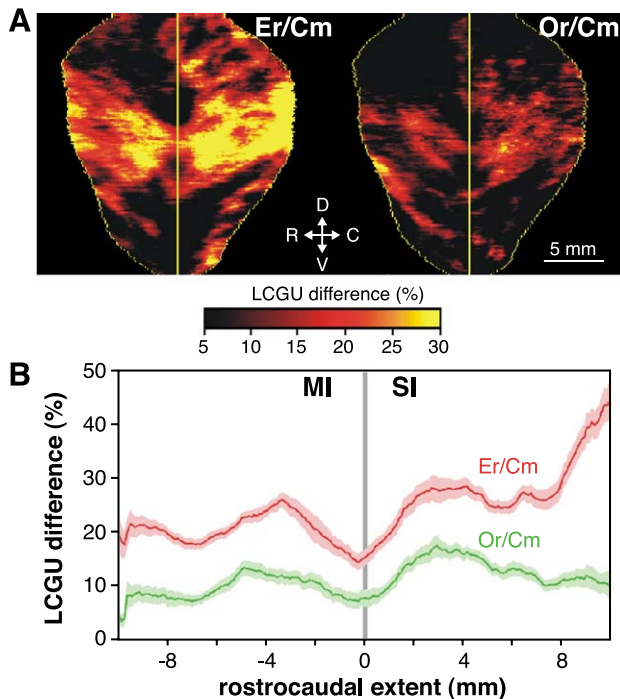 A
Er/Cm
Or/Cm
D
R
C
V
5 mm
LCGU difference (%)
5 10 15 20 25 30
B
MI
SI
LCGU difference (%)
50
40
30
20
10
0
Er/Cm
Or/Cm
-8 -4 0 4 8
rostrocaudal extent (mm)